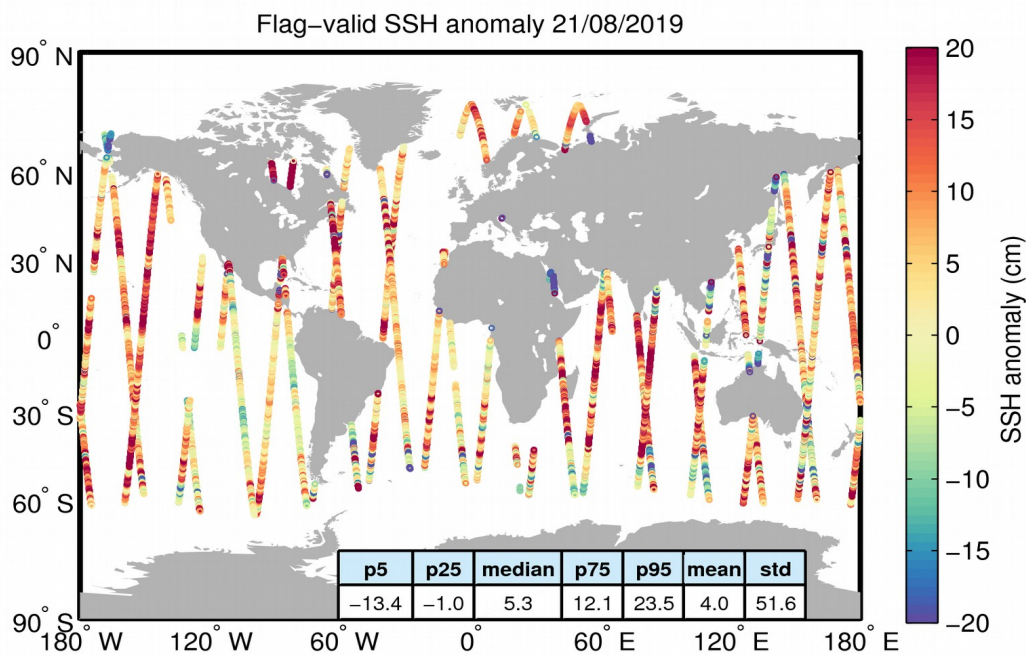 Flag−valid SSH anomaly 21/08/2019
90° N
60° N
30° N
0°
30° S
60° S
90° S
180° W 120° W 60° W 0° 60° E 120° E 180° E
p5 p25 median p75 p95 mean std
−13.4 −1.0 5.3 12.1 23.5 4.0 51.6
20
15
10
5
0
−5
−10
−15
−20
SSH anomaly (cm)